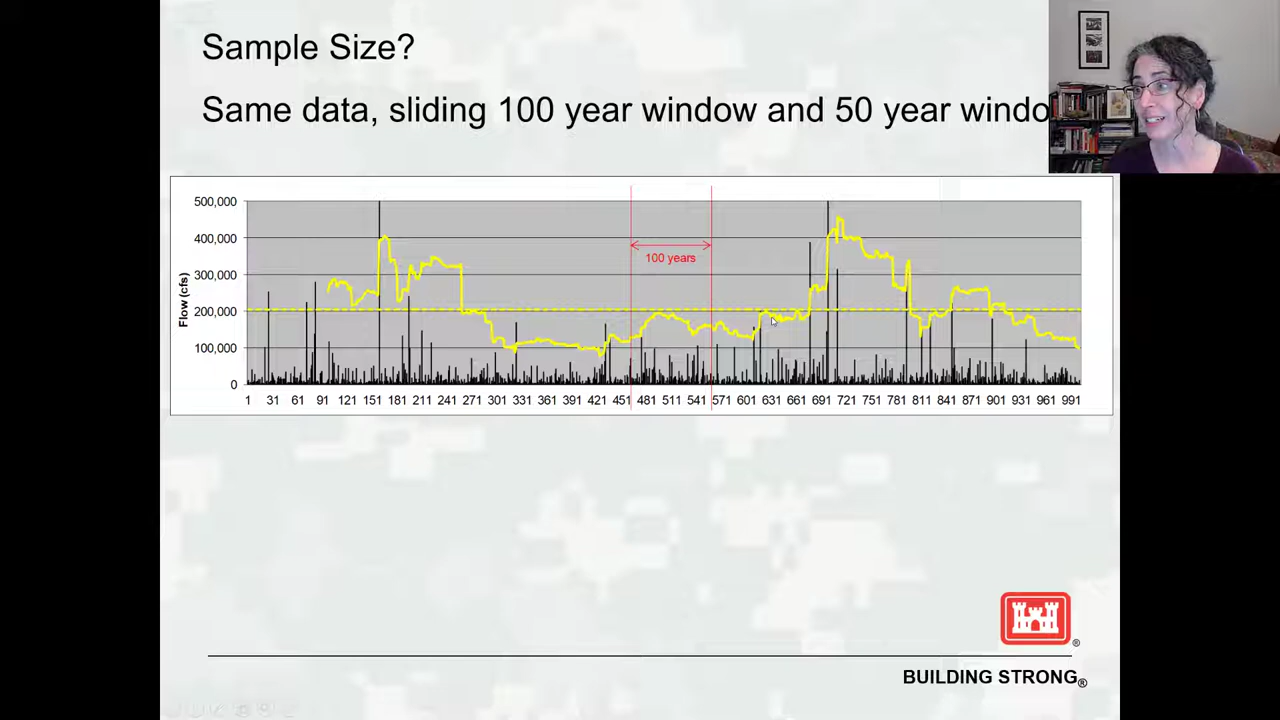 Sample Size?
Same data, sliding 100 year window and 50 year windo
500,000
400,000
300,000
200,000
100,000
0
Flow (cfs)
100 years
1 31 61 91 121 151 181 211 241 271 301 331 361 391 421 451 481 511 541 571 601 631 661 691 721 751 781 811 841 871 901 931 961 991
®
BUILDING STRONG®